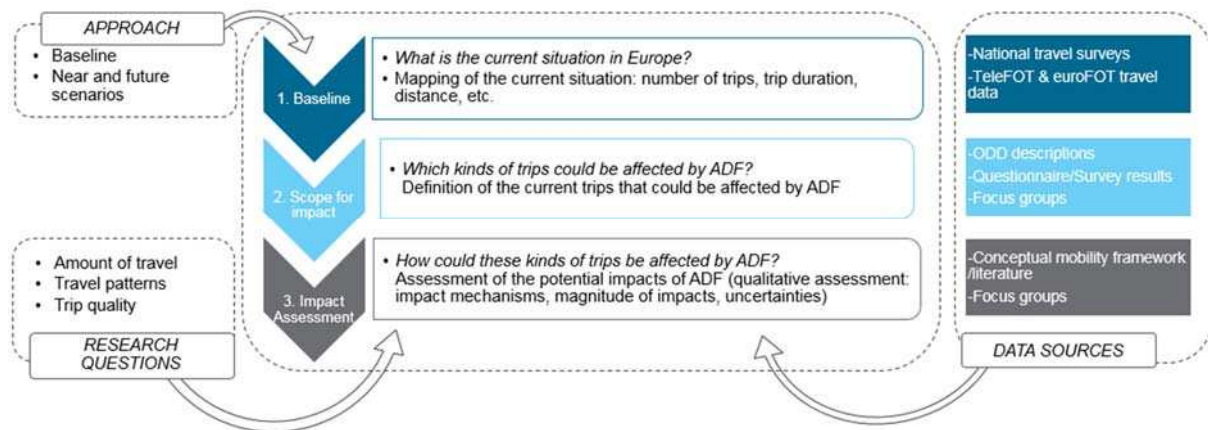 APPROACH
• Baseline
• Near and future
scenarios
1. Baseline
• What is the current situation in Europe?
• Mapping of the current situation: number of trips, trip duration,
distance, etc.
-National travel surveys
-TeleFOT & euroFOT travel
data
2. Scope for
impact
• Which kinds of trips could be affected by ADF?
Definition of the current trips that could be affected by ADF
-ODD descriptions
-Questionnaire/Survey results
-Focus groups
• Amount of travel
• Travel patterns
• Trip quality
RESEARCH
QUESTIONS
3. Impact
Assessment
• How could these kinds of trips be affected by ADF?
Assessment of the potential impacts of ADF (qualitative assessment:
impact mechanisms, magnitude of impacts, uncertainties)
-Conceptual mobility framework
/literature
-Focus groups
DATA SOURCES